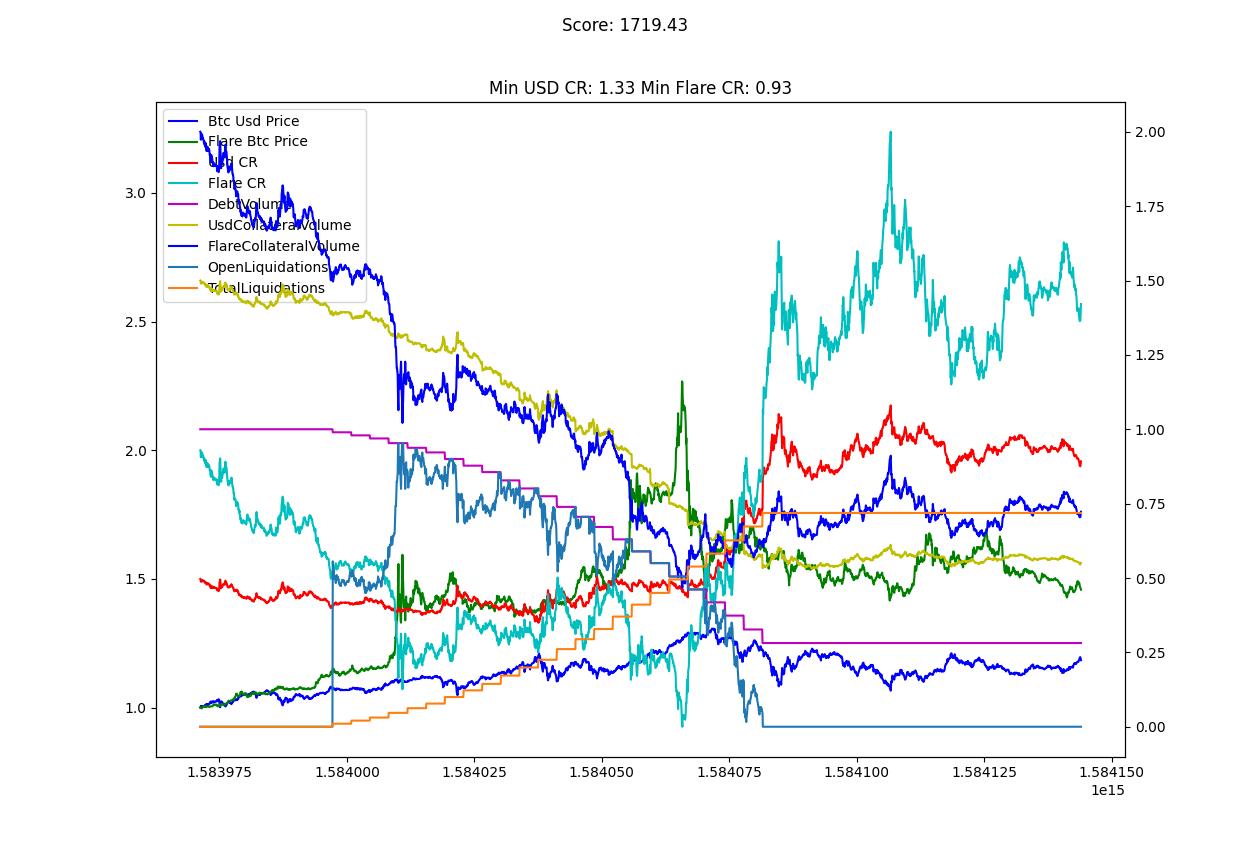 Score: 1719.43
Min USD CR: 1.33 Min Flare CR: 0.93
Btc Usd Price
Flare Btc Price
Usd CR
Flare CR
DebtVolume
UsdCollateralVolume
FlareCollateralVolume
OpenLiquidations
TotalLiquidations
3.0
2.5
2.0
1.5
1.0
2.00
1.75
1.50
1.25
1.00
0.75
0.50
0.25
0.00
1.583975
1.584000
1.584025
1.584050
1.584075
1.584100
1.584125
1.584150
1e15